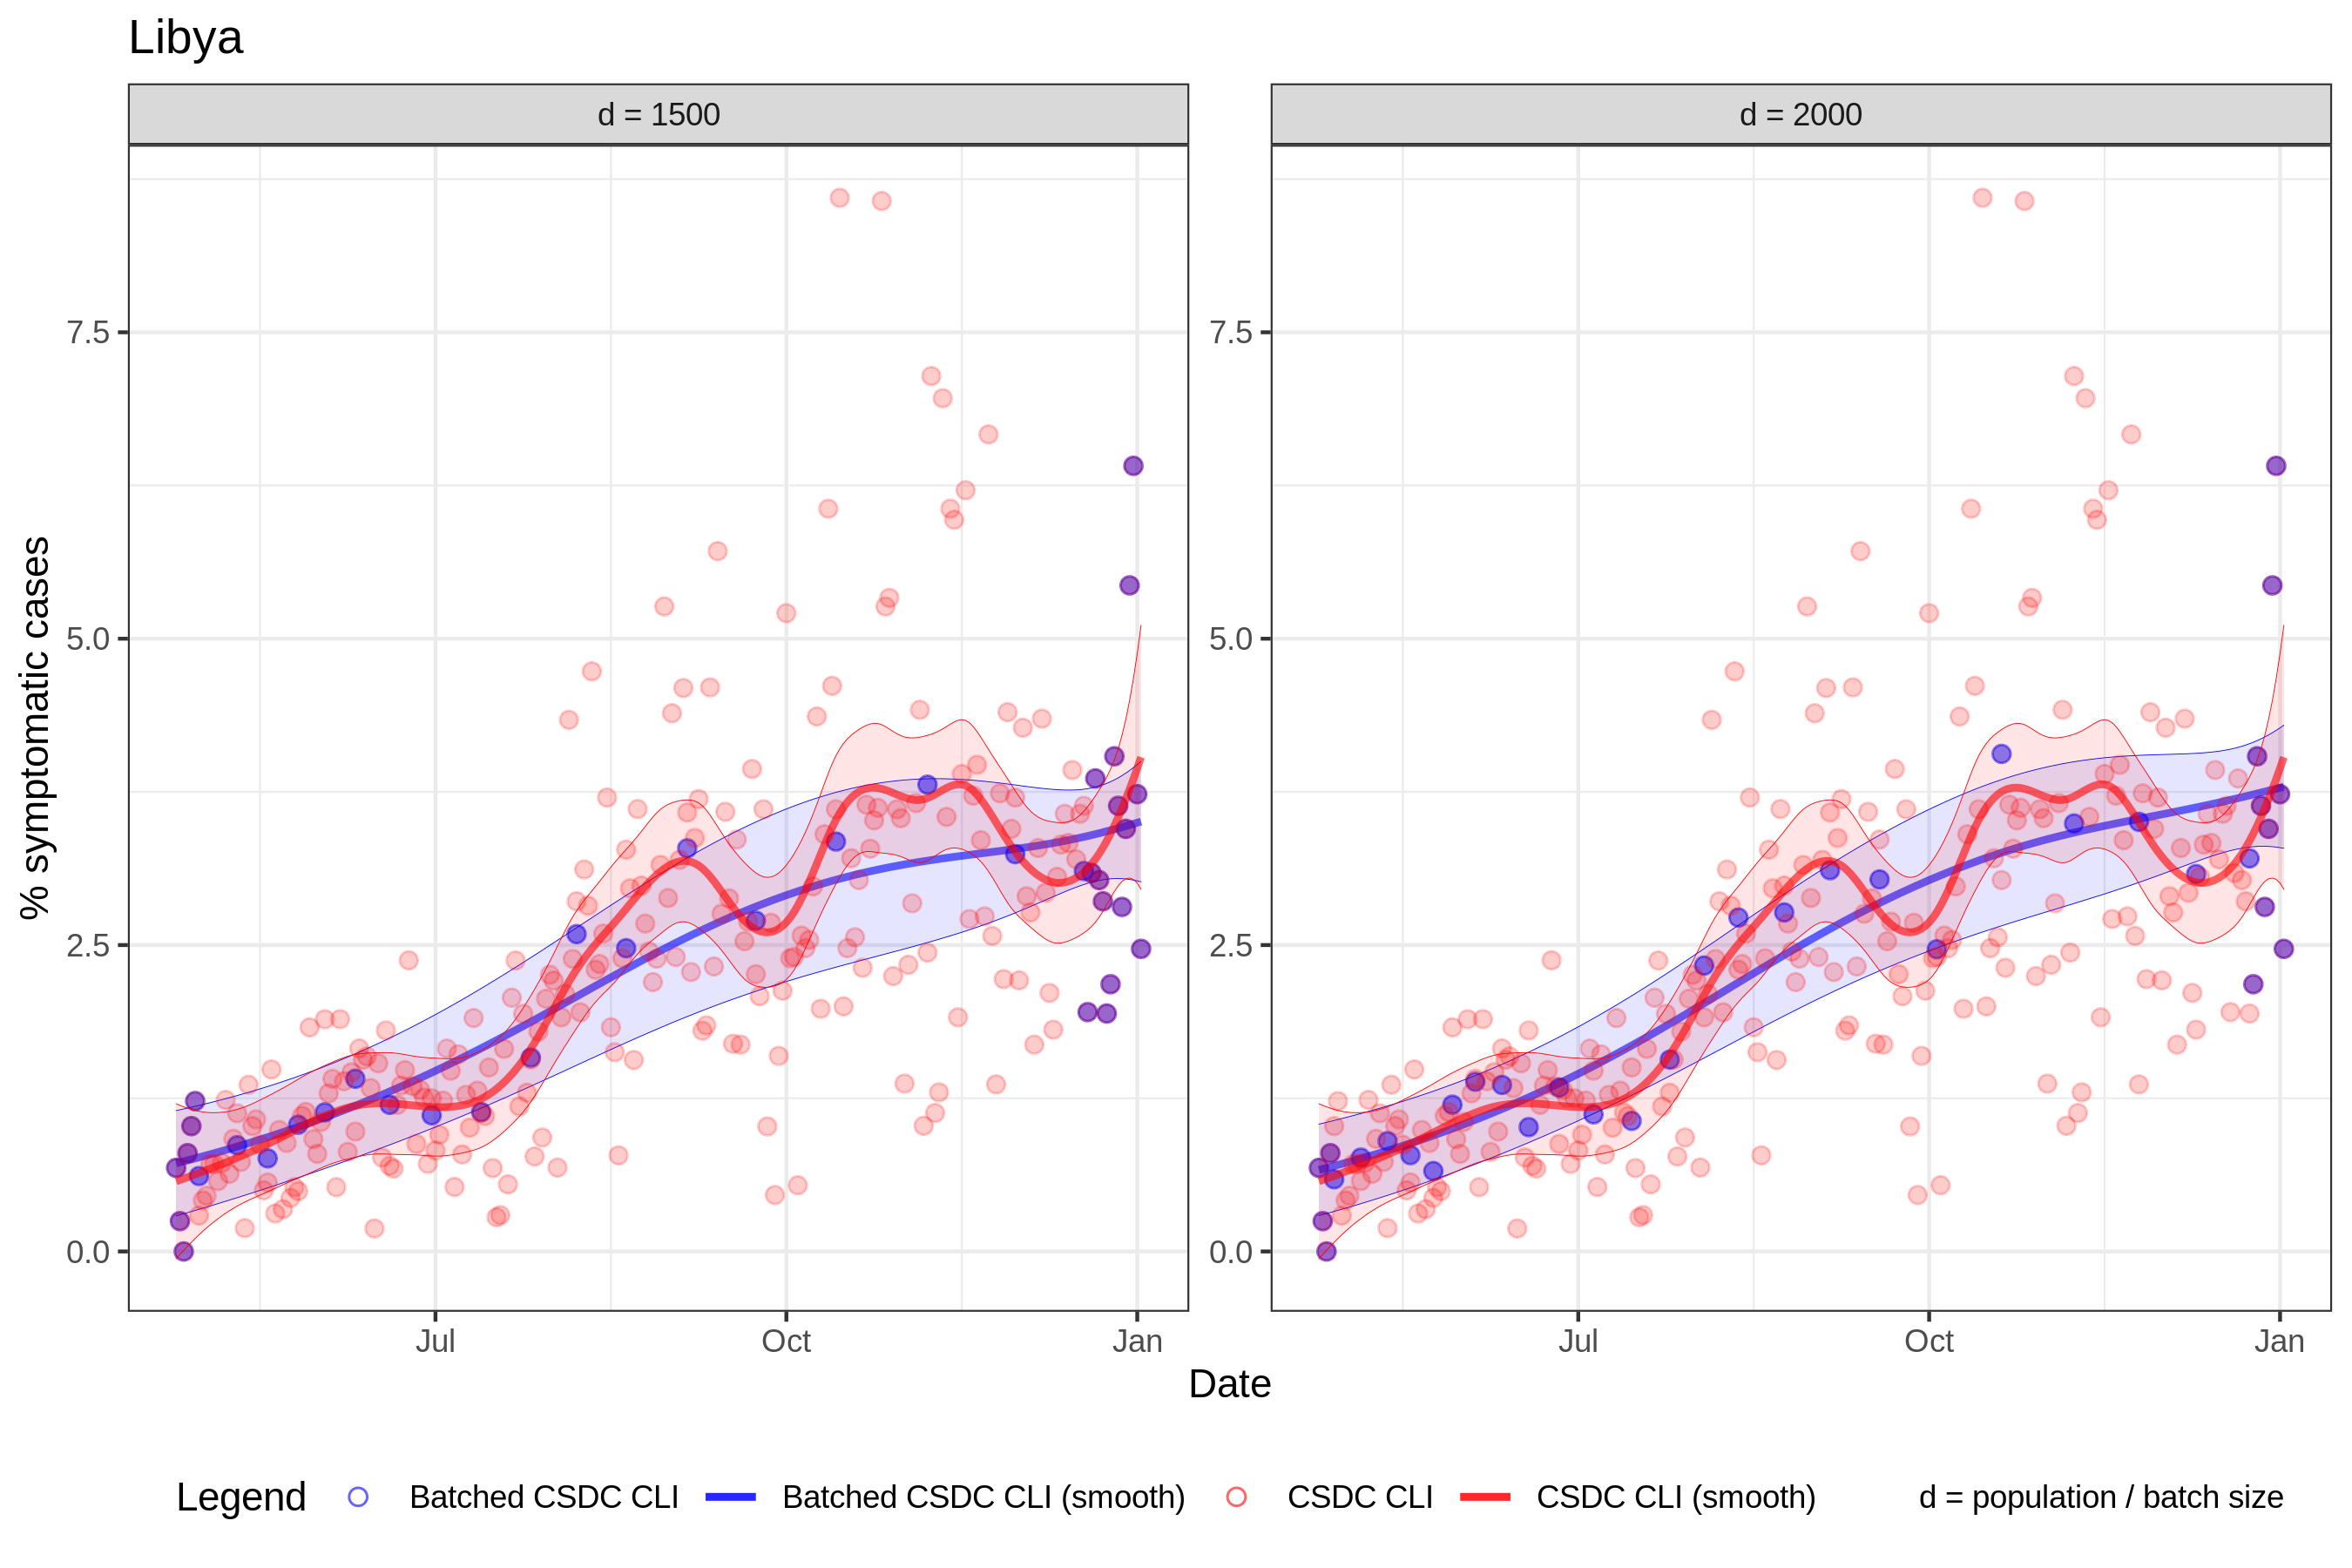 Libya
d = 1500
d = 2000
% symptomatic cases
7.5
5.0
2.5
0.0
7.5
5.0
2.5
0.0
Jul
Oct
Jan
Jul
Oct
Jan
Date
Legend
Batched CSDC CLI
Batched CSDC CLI (smooth)
CSDC CLI
CSDC CLI (smooth)
d = population / batch size